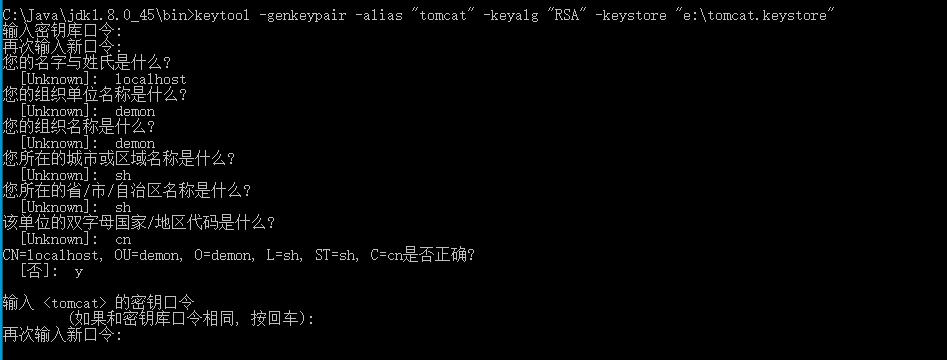 C:\Java\jdk1.8.0_45\bin>keytool -genkeypair -alias "tomcat" -keyalg "RSA" -keystore "e:\tomcat.keystore"
输入密钥库口令:
再次输入新口令:
您的名字与姓氏是什么?
[Unknown]:  localhost
您的组织单位名称是什么?
[Unknown]:  demon
您的组织名称是什么?
[Unknown]:  demon
您所在的城市或区域名称是什么?
[Unknown]:  sh
您所在的省/市/自治区名称是什么?
[Unknown]:  sh
该单位的双字母国家/地区代码是什么?
[Unknown]:  cn
CN=localhost, OU=demon, O=demon, L=sh, ST=sh, C=cn是否正确?
[否]:  y
输入 <tomcat> 的密钥口令
(如果和密钥库口令相同, 按回车):
再次输入新口令: